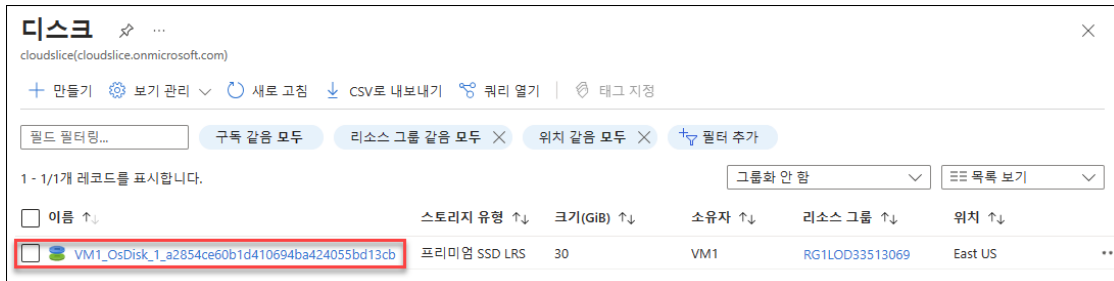 디스크
cloudslice(cloudslice.onmicrosoft.com)
만들기 보기 관리 새로 고침 CSV로 내보내기 쿼리 열기 태그 지정
필드 필터링... 구독 같음 모두 리소스 그룹 같음 모두 위치 같음 모두 필터 추가
1 - 1/1개 레코드를 표시합니다. 그룹화 안 함 목록 보기
이름 스토리지 유형 크기(GiB) 소유자 리소스 그룹 위치
VM1_OsDisk_1_a2854ce60b1d410694ba424055bd13cb 프리미엄 SSD LRS 30 VM1 RG1LOD33513069 East US